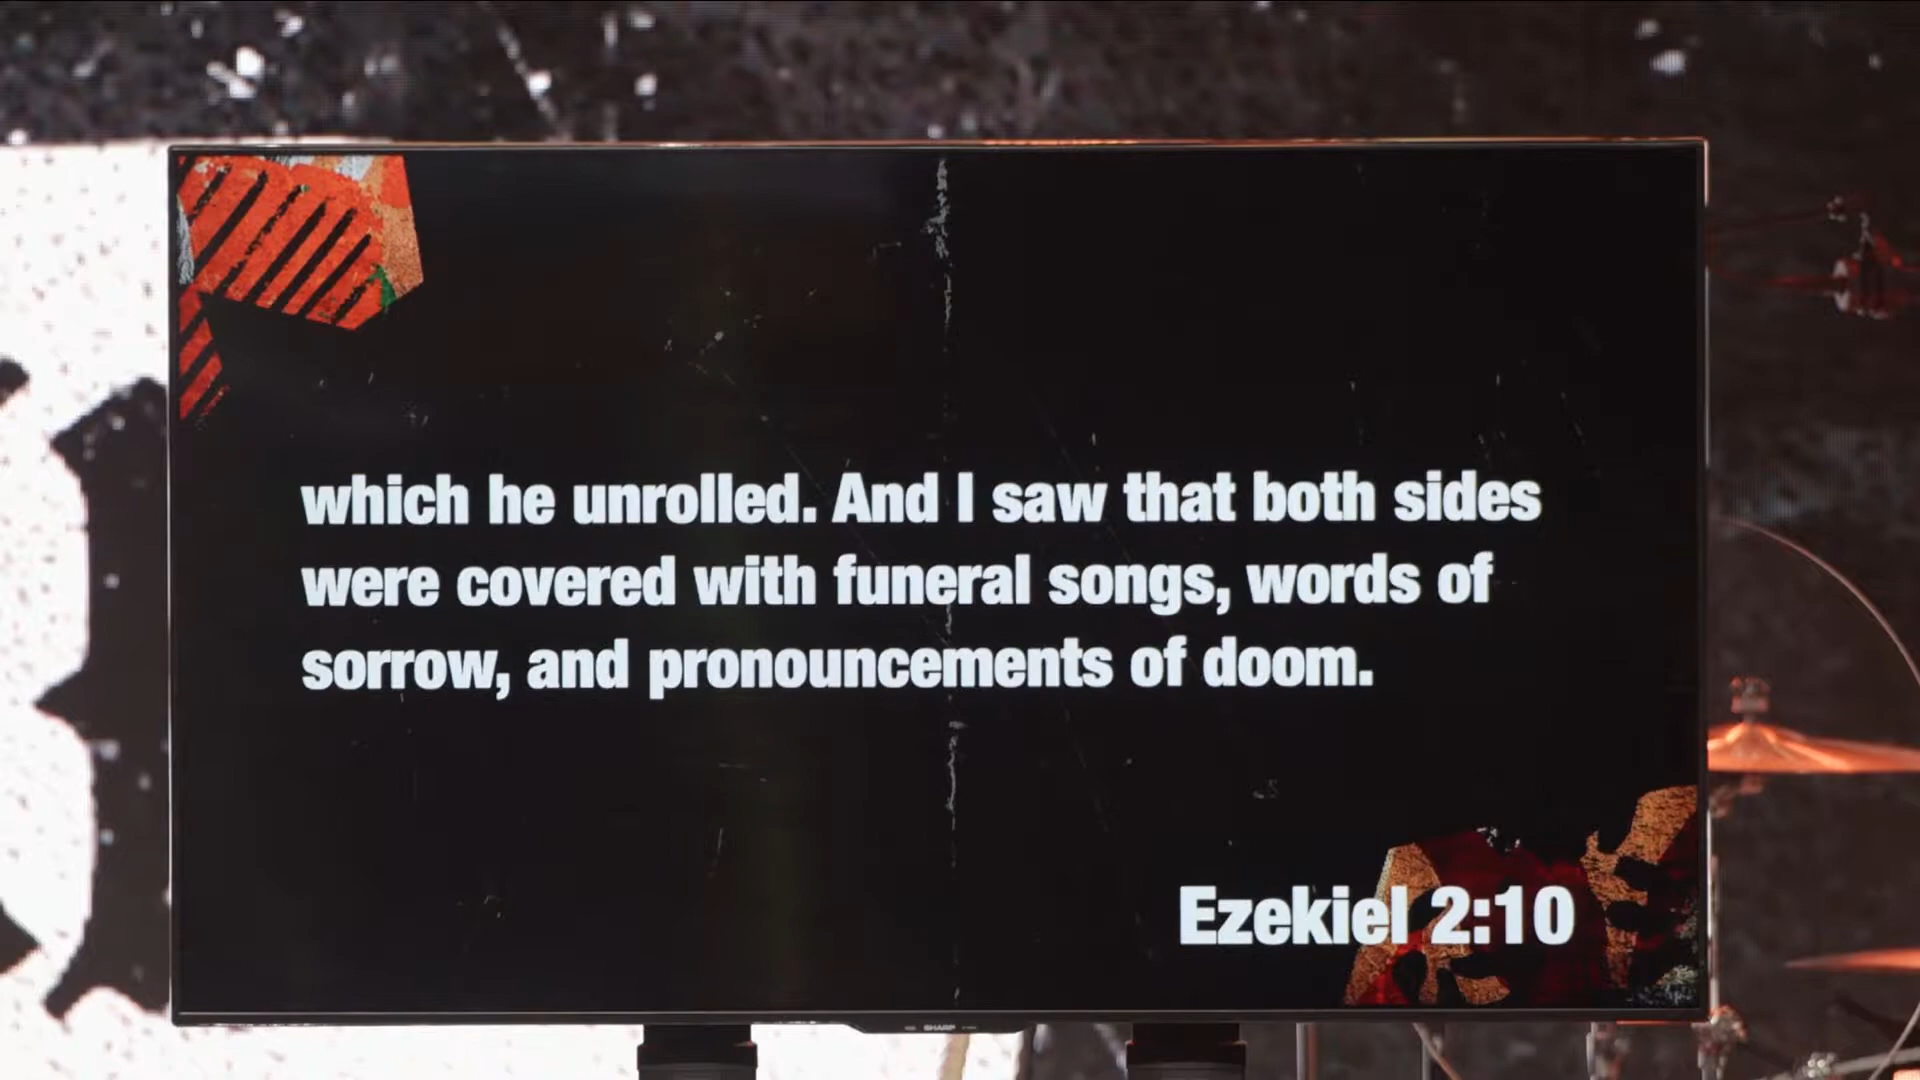 which he unrolled. And I saw that both sides
were covered with funeral songs, words of
sorrow, and pronouncements of doom.
Ezekiel 2:10
SHARP